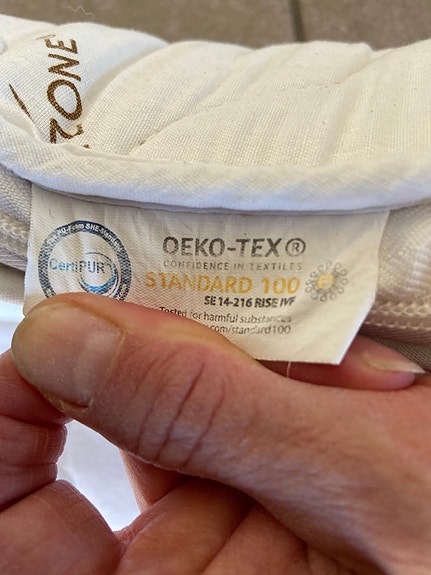 ZONE
CertiPUR
OEKO-TEX®
CONFIDENCE IN TEXTILES
STANDARD 100
SE 14-216 RISE IVF
Tested for harmful substances
.com/standard100